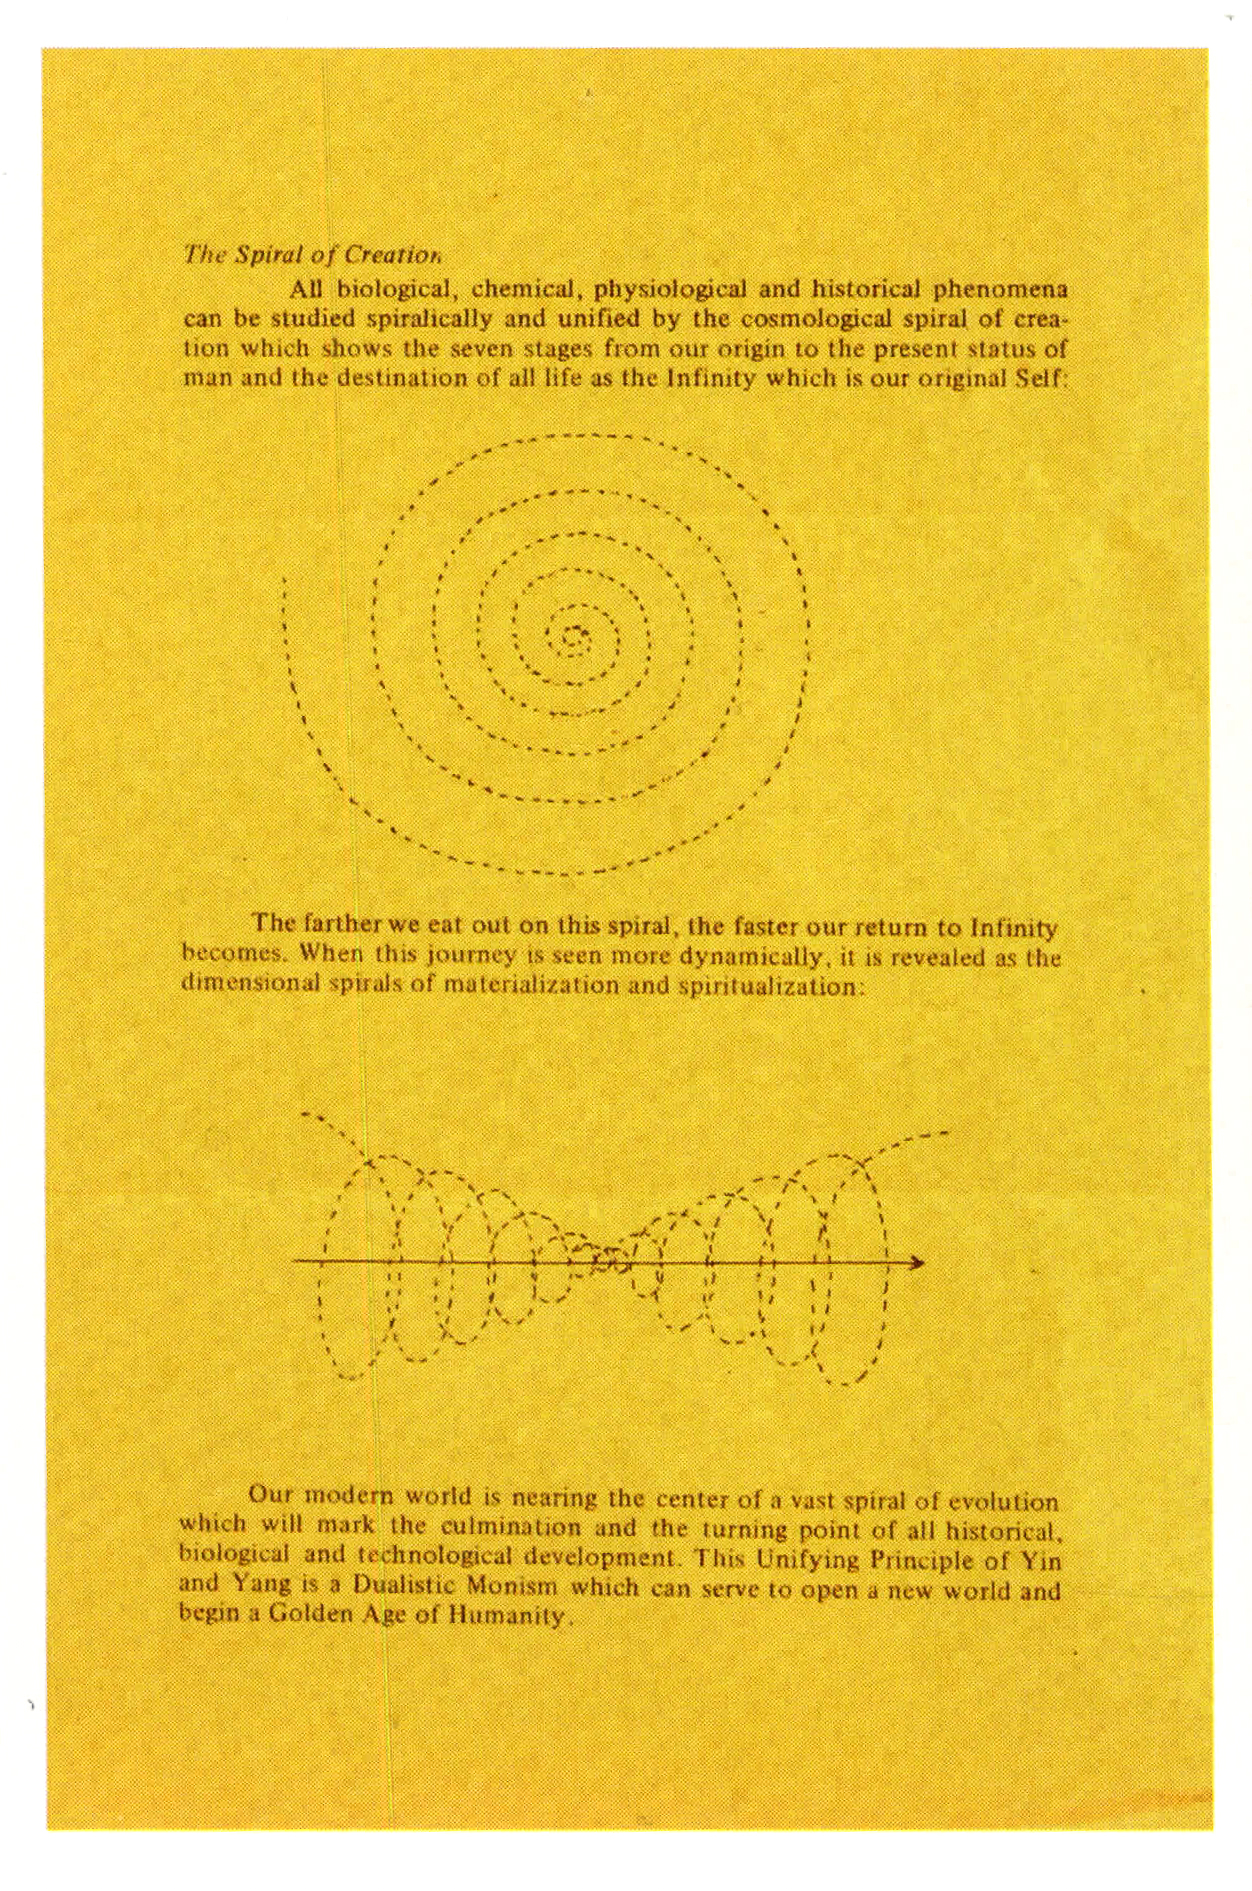 The Spiral of Creation
All biological, chemical, physiological and historical phenomena
can be studied spiralically and unified by the cosmological spiral of crea-
tion which shows the seven stages from our origin to the present status of
man and the destination of all life as the Infinity which is our original Self:
The farther we eat out on this spiral, the faster our return to Infinity
becomes. When this journey is seen more dynamically, it is revealed as the
dimensional spirals of materialization and spiritualization:
Our modern world is nearing the center of a vast spiral of evolution
which will mark the culmination and the turning point of all historical,
biological and technological development. This Unifying Principle of Yin
and Yang is a Dualistic Monism which can serve to open a new world and
begin a Golden Age of Humanity.